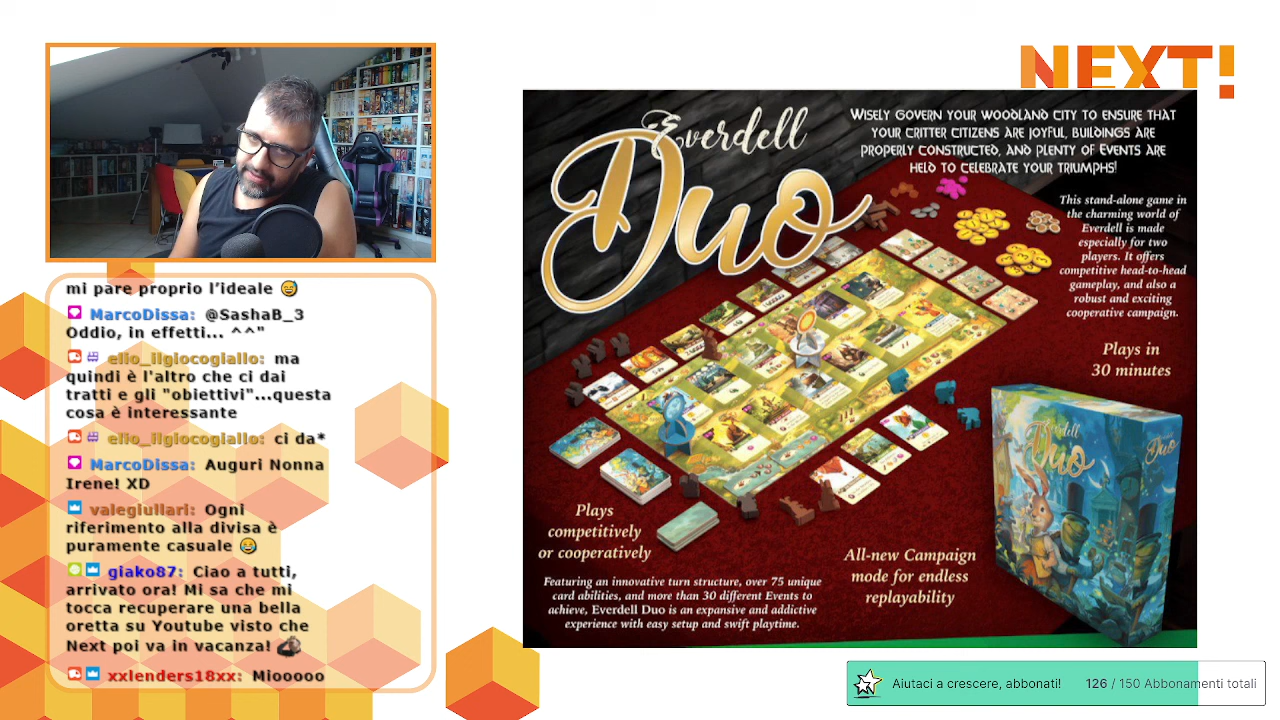 NEXT!
Everdell
Duo
WISELY GOVERN YOUR WOODLAND CITY TO ENSURE THAT
YOUR CRITTER CITIZENS ARE JOYFUL, BUILDINGS ARE
PROPERLY CONSTRUCTED, AND PLENTY OF EVENTS ARE
HELD TO CELEBRATE YOUR TRIUMPHS!
This stand-alone game in
the charming world of
Everdell is made
especially for two
players. It offers
competitive head-to-head
gameplay, and also a
robust and exciting
cooperative campaign.
Plays in
30 minutes
Everdell
Duo
Duo
Plays
competitively
or cooperatively
All-new Campaign
mode for endless
replayability
Featuring an innovative turn structure, over 75 unique
card abilities, and more than 30 different Events to
achieve, Everdell Duo is an expansive and addictive
experience with easy setup and swift playtime.
mi pare proprio l’ideale 😅
MarcoDissa: @SashaB_3
Oddio, in effetti... ^^"
elio_ilgiocogiallo: ma
quindi è l'altro che ci dai
tratti e gli "obiettivi"...questa
cosa è interessante
elio_ilgiocogiallo: ci da*
MarcoDissa: Auguri Nonna
Irene! XD
valegiullari: Ogni
riferimento alla divisa è
puramente casuale 😂
giako87: Ciao a tutti,
arrivato ora! Mi sa che mi
tocca recuperare una bella
oretta su Youtube visto che
Next poi va in vacanza!
xxlenders18xx: Miooooo
Aiutaci a crescere, abbonati! 126 / 150 Abbonamenti totali